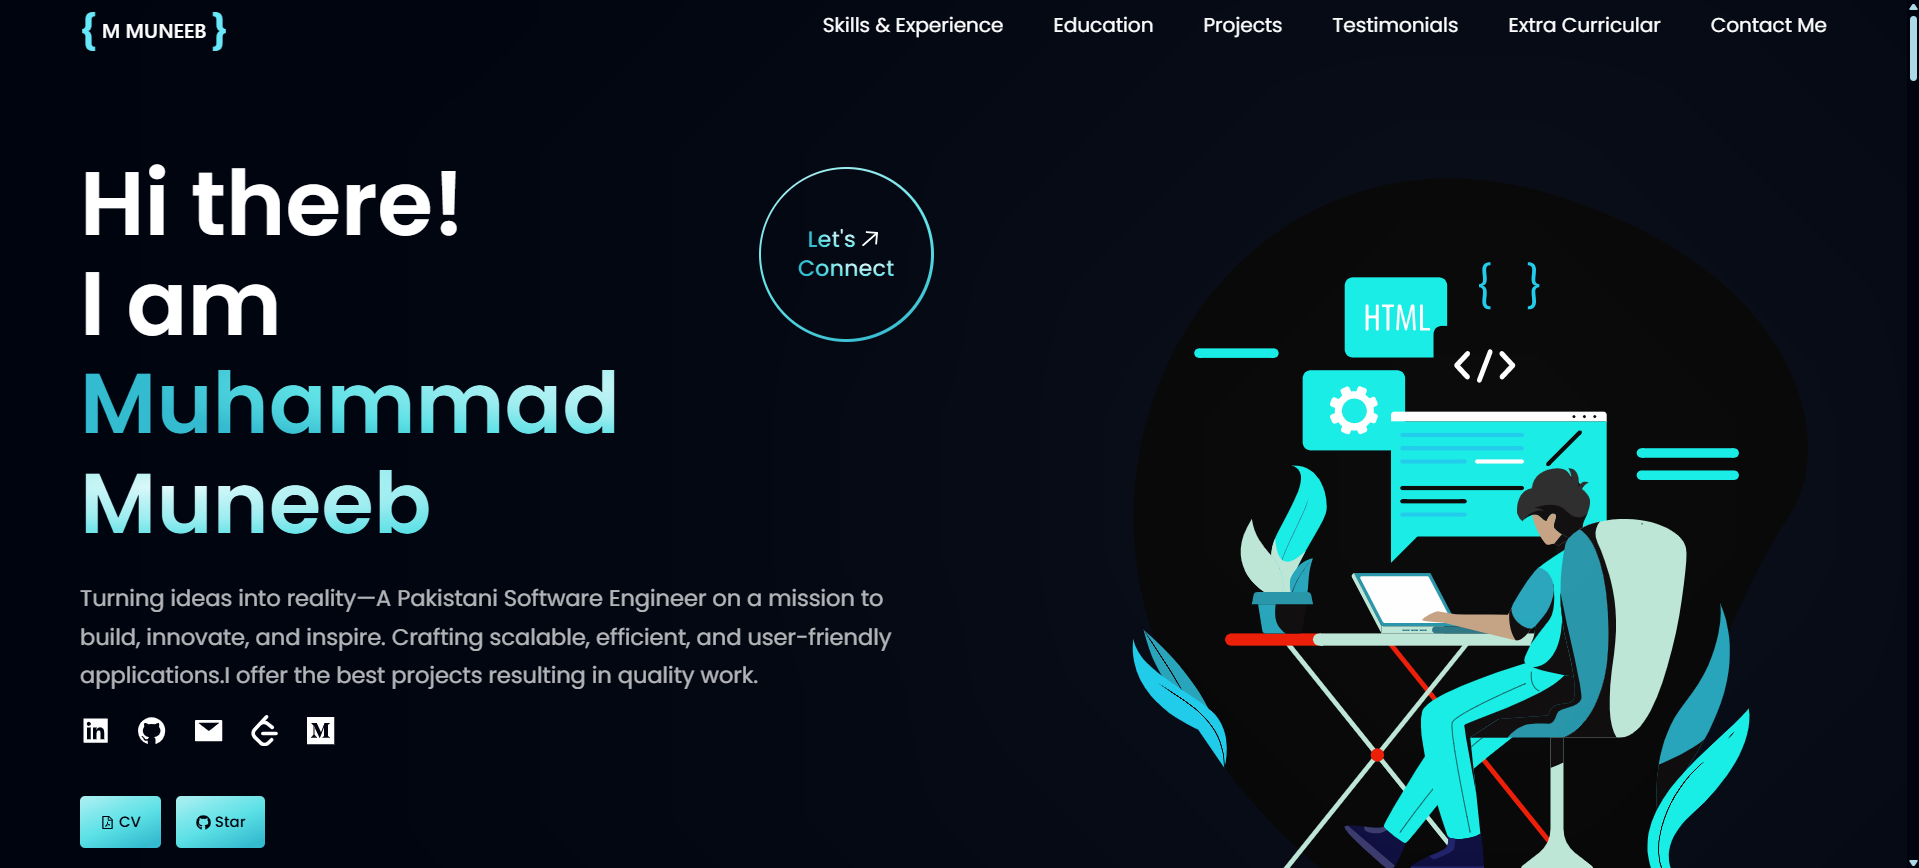 { M MUNEEB }
Skills & Experience
Education
Projects
Testimonials
Extra Curricular
Contact Me
Hi there!
I am
Muhammad
Muneeb
Let's
Connect
Turning ideas into reality—A Pakistani Software Engineer on a mission to
build, innovate, and inspire. Crafting scalable, efficient, and user-friendly
applications.I offer the best projects resulting in quality work.
in
M
CV
Star
HTML
{ }
</>